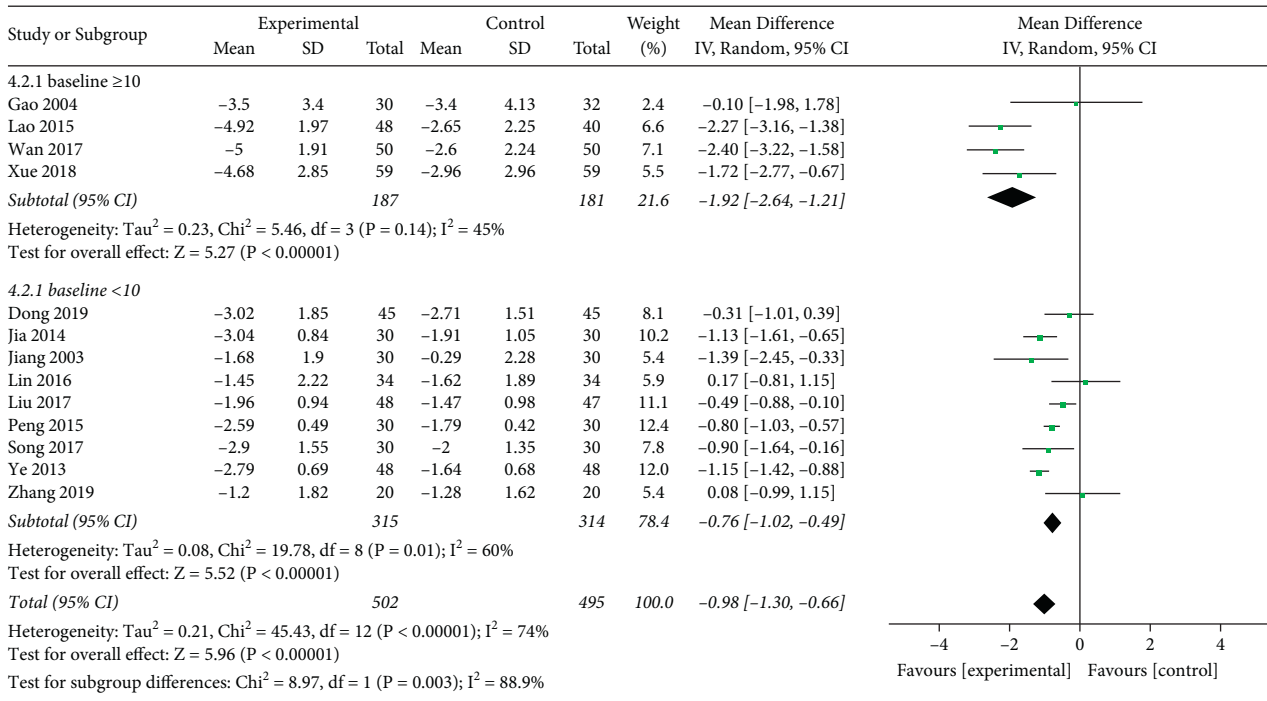 Study or Subgroup Experimental Control Weight Mean Difference Mean Difference
Mean SD Total Mean SD Total (%) IV, Random, 95% CI IV, Random, 95% CI
4.2.1 baseline ≥10
Gao 2004 –3.5 3.4 30 –3.4 4.13 32 2.4 –0.10 [–1.98, 1.78]
Lao 2015 –4.92 1.97 48 –2.65 2.25 40 6.6 –2.27 [–3.16, –1.38]
Wan 2017 –5 1.91 50 –2.6 2.24 50 7.1 –2.40 [–3.22, –1.58]
Xue 2018 –4.68 2.85 59 –2.96 2.96 59 5.5 –1.72 [–2.77, –0.67]
Subtotal (95% CI) 187 181 21.6 –1.92 [–2.64, –1.21]
Heterogeneity: Tau² = 0.23, Chi² = 5.46, df = 3 (P = 0.14); I² = 45%
Test for overall effect: Z = 5.27 (P < 0.00001)
4.2.1 baseline <10
Dong 2019 –3.02 1.85 45 –2.71 1.51 45 8.1 –0.31 [–1.01, 0.39]
Jia 2014 –3.04 0.84 30 –1.91 1.05 30 10.2 –1.13 [–1.61, –0.65]
Jiang 2003 –1.68 1.9 30 –0.29 2.28 30 5.4 –1.39 [–2.45, –0.33]
Lin 2016 –1.45 2.22 34 –1.62 1.89 34 5.9 0.17 [–0.81, 1.15]
Liu 2017 –1.96 0.94 48 –1.47 0.98 47 11.1 –0.49 [–0.88, –0.10]
Peng 2015 –2.59 0.49 30 –1.79 0.42 30 12.4 –0.80 [–1.03, –0.57]
Song 2017 –2.9 1.55 30 –2 1.35 30 7.8 –0.90 [–1.64, –0.16]
Ye 2013 –2.79 0.69 48 –1.64 0.68 48 12.0 –1.15 [–1.42, –0.88]
Zhang 2019 –1.2 1.82 20 –1.28 1.62 20 5.4 0.08 [–0.99, 1.15]
Subtotal (95% CI) 315 314 78.4 –0.76 [–1.02, –0.49]
Heterogeneity: Tau² = 0.08, Chi² = 19.78, df = 8 (P = 0.01); I² = 60%
Test for overall effect: Z = 5.52 (P < 0.00001)
Total (95% CI) 502 495 100.0 –0.98 [–1.30, –0.66]
Heterogeneity: Tau² = 0.21, Chi² = 45.43, df = 12 (P < 0.00001); I² = 74%
Test for overall effect: Z = 5.96 (P < 0.00001)
Test for subgroup differences: Chi² = 8.97, df = 1 (P = 0.003); I² = 88.9%
–4 –2 0 2 4
Favours [experimental] Favours [control]